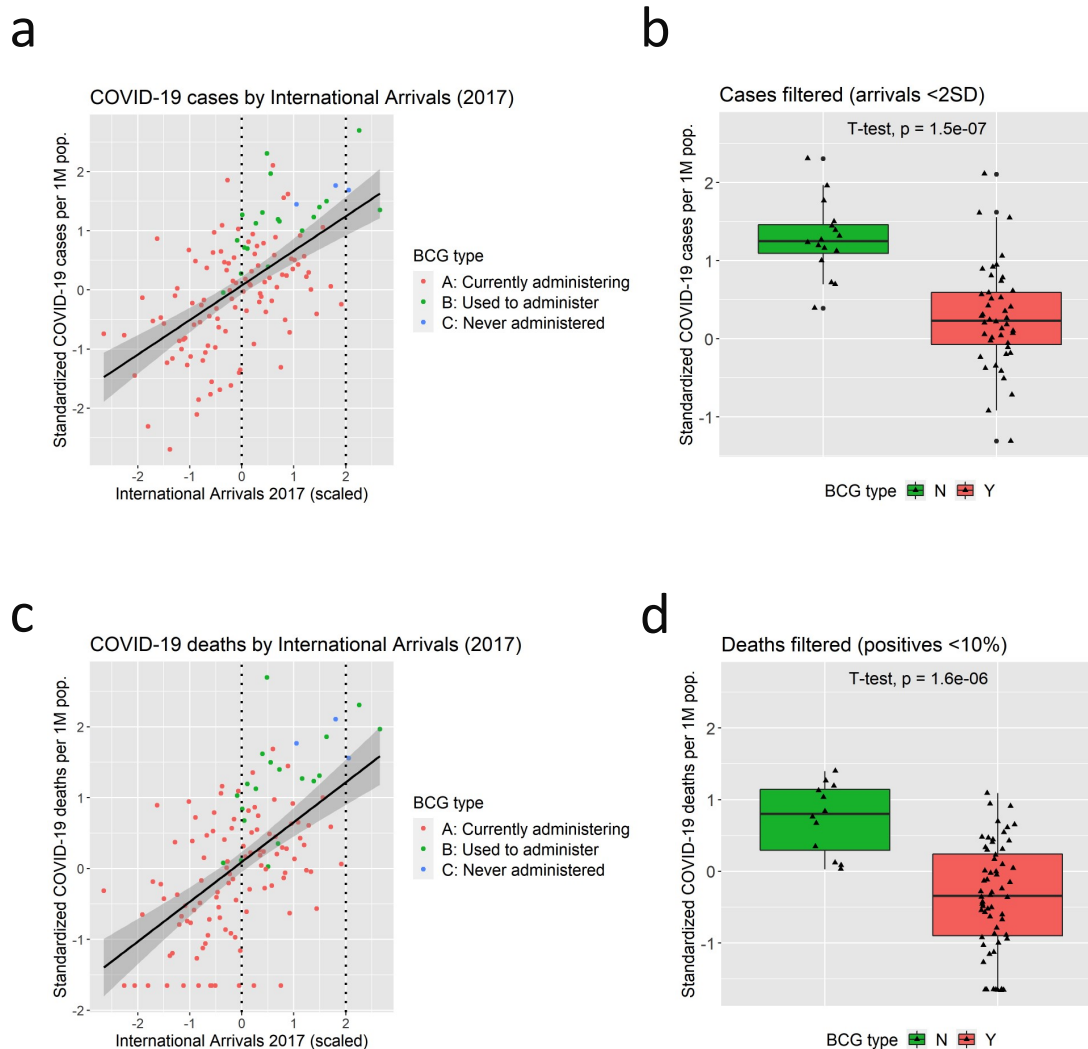 a
COVID-19 cases by International Arrivals (2017)
Standardized COVID-19 cases per 1M pop.
2
1
0
-1
-2
-2 -1 0 1 2
International Arrivals 2017 (scaled)
BCG type
A: Currently administering
B: Used to administer
C: Never administered
b
Cases filtered (arrivals <2SD)
T-test, p = 1.5e-07
Standardized COVID-19 cases per 1M pop.
2
1
0
-1
BCG type N Y
c
COVID-19 deaths by International Arrivals (2017)
Standardized COVID-19 deaths per 1M pop.
2
1
0
-1
-2
-2 -1 0 1 2
International Arrivals 2017 (scaled)
BCG type
A: Currently administering
B: Used to administer
C: Never administered
d
Deaths filtered (positives <10%)
T-test, p = 1.6e-06
Standardized COVID-19 deaths per 1M pop.
2
1
0
-1
BCG type N Y